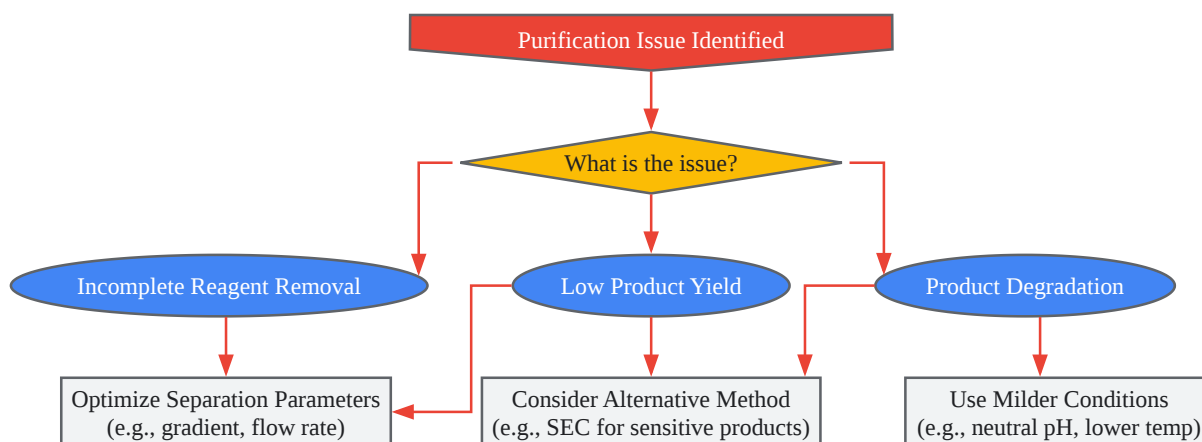 Purification Issue Identified
What is the issue?
Incomplete Reagent Removal
Low Product Yield
Product Degradation
Optimize Separation Parameters
(e.g., gradient, flow rate)
Consider Alternative Method
(e.g., SEC for sensitive products)
Use Milder Conditions
(e.g., neutral pH, lower temp)